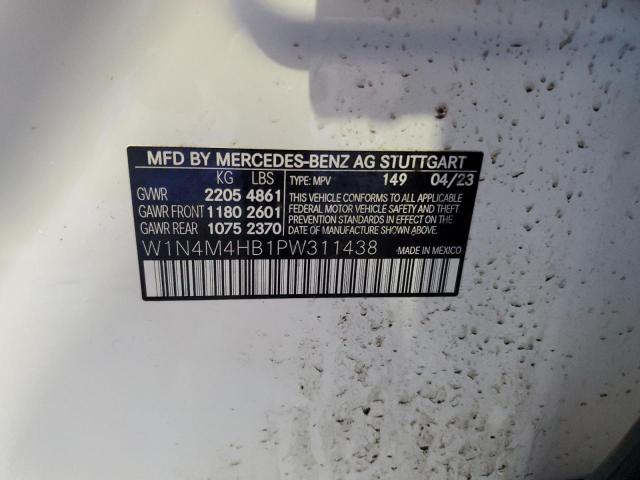 MFD BY MERCEDES-BENZ AG STUTTGART
KG LBS
GVWR 2205 4861
GAWR FRONT 1180 2601
GAWR REAR 1075 2370
TYPE: MPV 149 04/23
THIS VEHICLE CONFORMS TO ALL APPLICABLE
FEDERAL MOTOR VEHICLE SAFETY AND THEFT
PREVENTION STANDARDS IN EFFECT ON THE
DATE OF MANUFACTURE SHOWN ABOVE.
W1N4M4HB1PW311438
MADE IN MEXICO